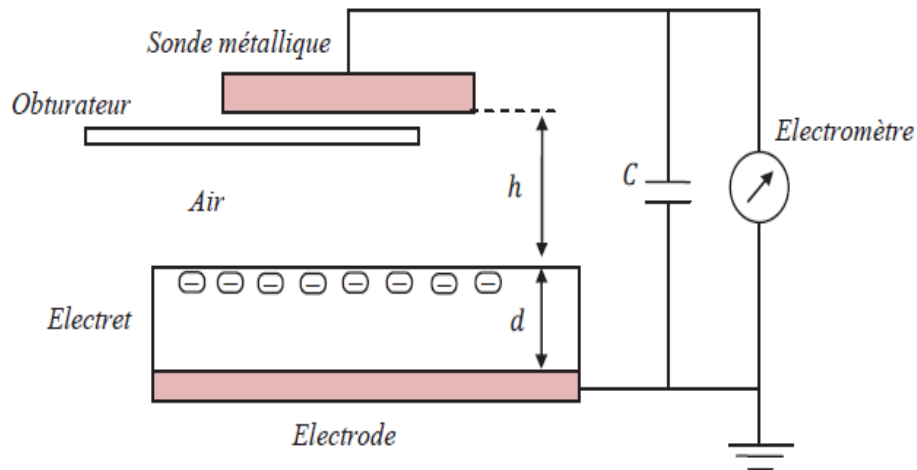 Sonde métallique
Obturateur
Electromètre
h
C
Air
Electret
d
Electrode